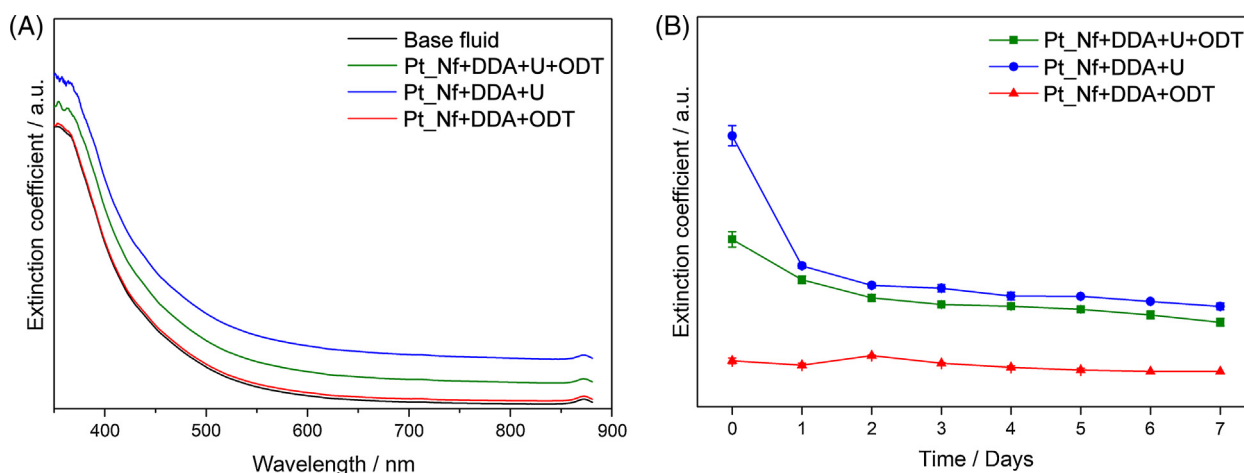 (A)
Base fluid
Pt_Nf+DDA+U+ODT
Pt_Nf+DDA+U
Pt_Nf+DDA+ODT
Extinction coefficient / a.u.
400 500 600 700 800 900
Wavelength / nm
(B)
Pt_Nf+DDA+U+ODT
Pt_Nf+DDA+U
Pt_Nf+DDA+ODT
Extinction coefficient / a.u.
0 1 2 3 4 5 6 7
Time / Days